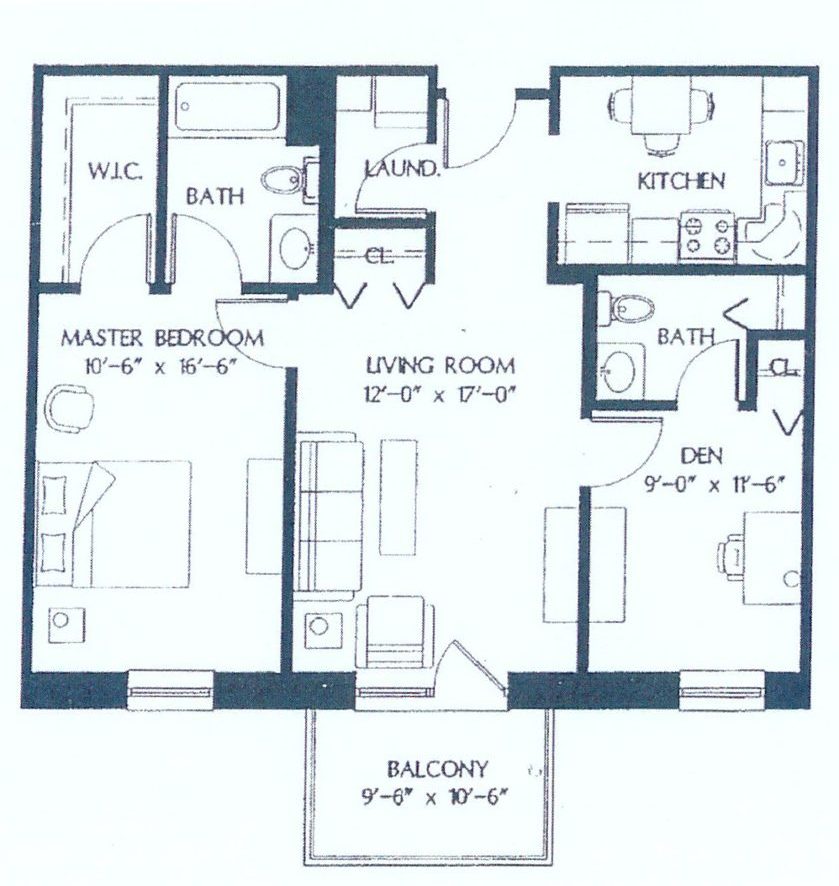 W.I.C.
BATH
LAUND.
KITCHEN
CL.
MASTER BEDROOM
10'-6" x 16'-6"
LIVING ROOM
12'-0" x 17'-0"
BATH
CL.
DEN
9'-0" x 11'-6"
BALCONY
9'-6" x 10'-6"